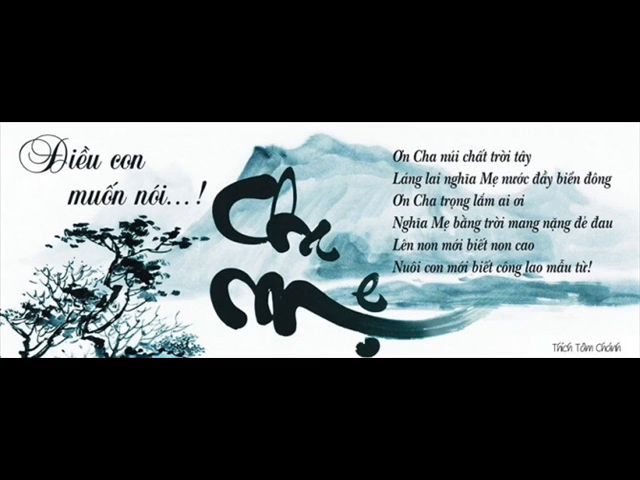 Điều con
muốn nói...!
Cha
Mẹ
Ơn Cha núi chất trời tây
Láng lai nghĩa Mẹ mước đầy biển đông
Ơn Cha trọng lắm ai ơi
Nghĩa Mẹ bằng trời mang nặng đẻ đau
Lên non mới biết non cao
Nuôi con mới biết công lao mẫu từ!
Thích Tâm Chánh